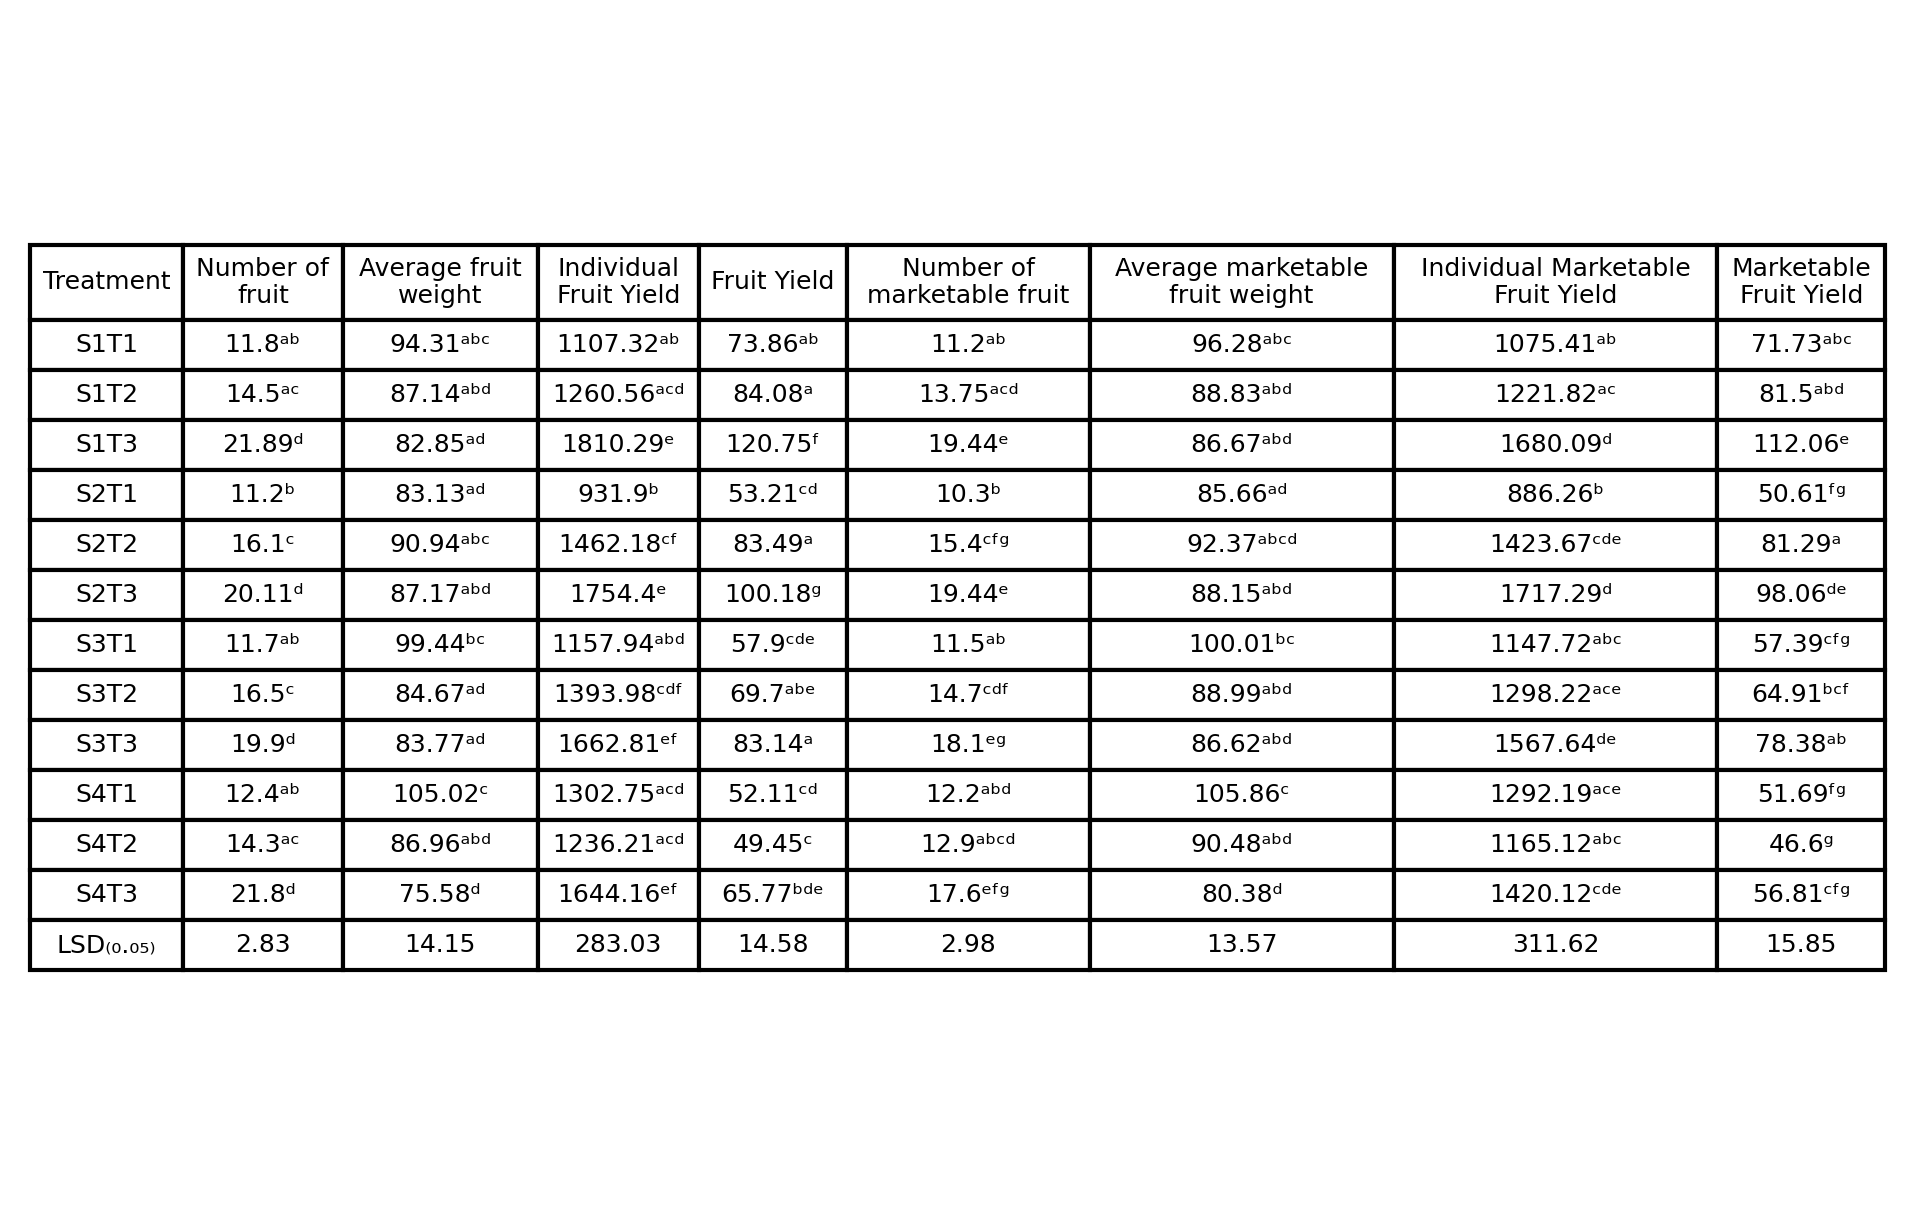 Treatment Number of fruit Average fruit weight Individual Fruit Yield Fruit Yield Number of marketable fruit Average marketable fruit weight Individual Marketable Fruit Yield Marketable Fruit Yield
S1T1 11.8ᵃᵇ 94.31ᵃᵇᶜ 1107.32ᵃᵇ 73.86ᵃᵇ 11.2ᵃᵇ 96.28ᵃᵇᶜ 1075.41ᵃᵇ 71.73ᵃᵇᶜ
S1T2 14.5ᵃᶜ 87.14ᵃᵇᵈ 1260.56ᵃᶜᵈ 84.08ᵃ 13.75ᵃᶜᵈ 88.83ᵃᵇᵈ 1221.82ᵃᶜ 81.5ᵃᵇᵈ
S1T3 21.89ᵈ 82.85ᵃᵈ 1810.29ᵉ 120.75ᶠ 19.44ᵉ 86.67ᵃᵇᵈ 1680.09ᵈ 112.06ᵉ
S2T1 11.2ᵇ 83.13ᵃᵈ 931.9ᵇ 53.21ᶜᵈ 10.3ᵇ 85.66ᵃᵈ 886.26ᵇ 50.61ᶠᵍ
S2T2 16.1ᶜ 90.94ᵃᵇᶜ 1462.18ᶜᶠ 83.49ᵃ 15.4ᶜᶠᵍ 92.37ᵃᵇᶜᵈ 1423.67ᶜᵈᵉ 81.29ᵃ
S2T3 20.11ᵈ 87.17ᵃᵇᵈ 1754.4ᵉ 100.18ᵍ 19.44ᵉ 88.15ᵃᵇᵈ 1717.29ᵈ 98.06ᵈᵉ
S3T1 11.7ᵃᵇ 99.44ᵇᶜ 1157.94ᵃᵇᵈ 57.9ᶜᵈᵉ 11.5ᵃᵇ 100.01ᵇᶜ 1147.72ᵃᵇᶜ 57.39ᶜᶠᵍ
S3T2 16.5ᶜ 84.67ᵃᵈ 1393.98ᶜᵈᶠ 69.7ᵃᵇᵉ 14.7ᶜᵈᶠ 88.99ᵃᵇᵈ 1298.22ᵃᶜᵉ 64.91ᵇᶜᶠ
S3T3 19.9ᵈ 83.77ᵃᵈ 1662.81ᵉᶠ 83.14ᵃ 18.1ᵉᵍ 86.62ᵃᵇᵈ 1567.64ᵈᵉ 78.38ᵃᵇ
S4T1 12.4ᵃᵇ 105.02ᶜ 1302.75ᵃᶜᵈ 52.11ᶜᵈ 12.2ᵃᵇᵈ 105.86ᶜ 1292.19ᵃᶜᵉ 51.69ᶠᵍ
S4T2 14.3ᵃᶜ 86.96ᵃᵇᵈ 1236.21ᵃᶜᵈ 49.45ᶜ 12.9ᵃᵇᶜᵈ 90.48ᵃᵇᵈ 1165.12ᵃᵇᶜ 46.6ᵍ
S4T3 21.8ᵈ 75.58ᵈ 1644.16ᵉᶠ 65.77ᵇᵈᵉ 17.6ᵉᶠᵍ 80.38ᵈ 1420.12ᶜᵈᵉ 56.81ᶜᶠᵍ
LSD₍₀.₀₅₎ 2.83 14.15 283.03 14.58 2.98 13.57 311.62 15.85